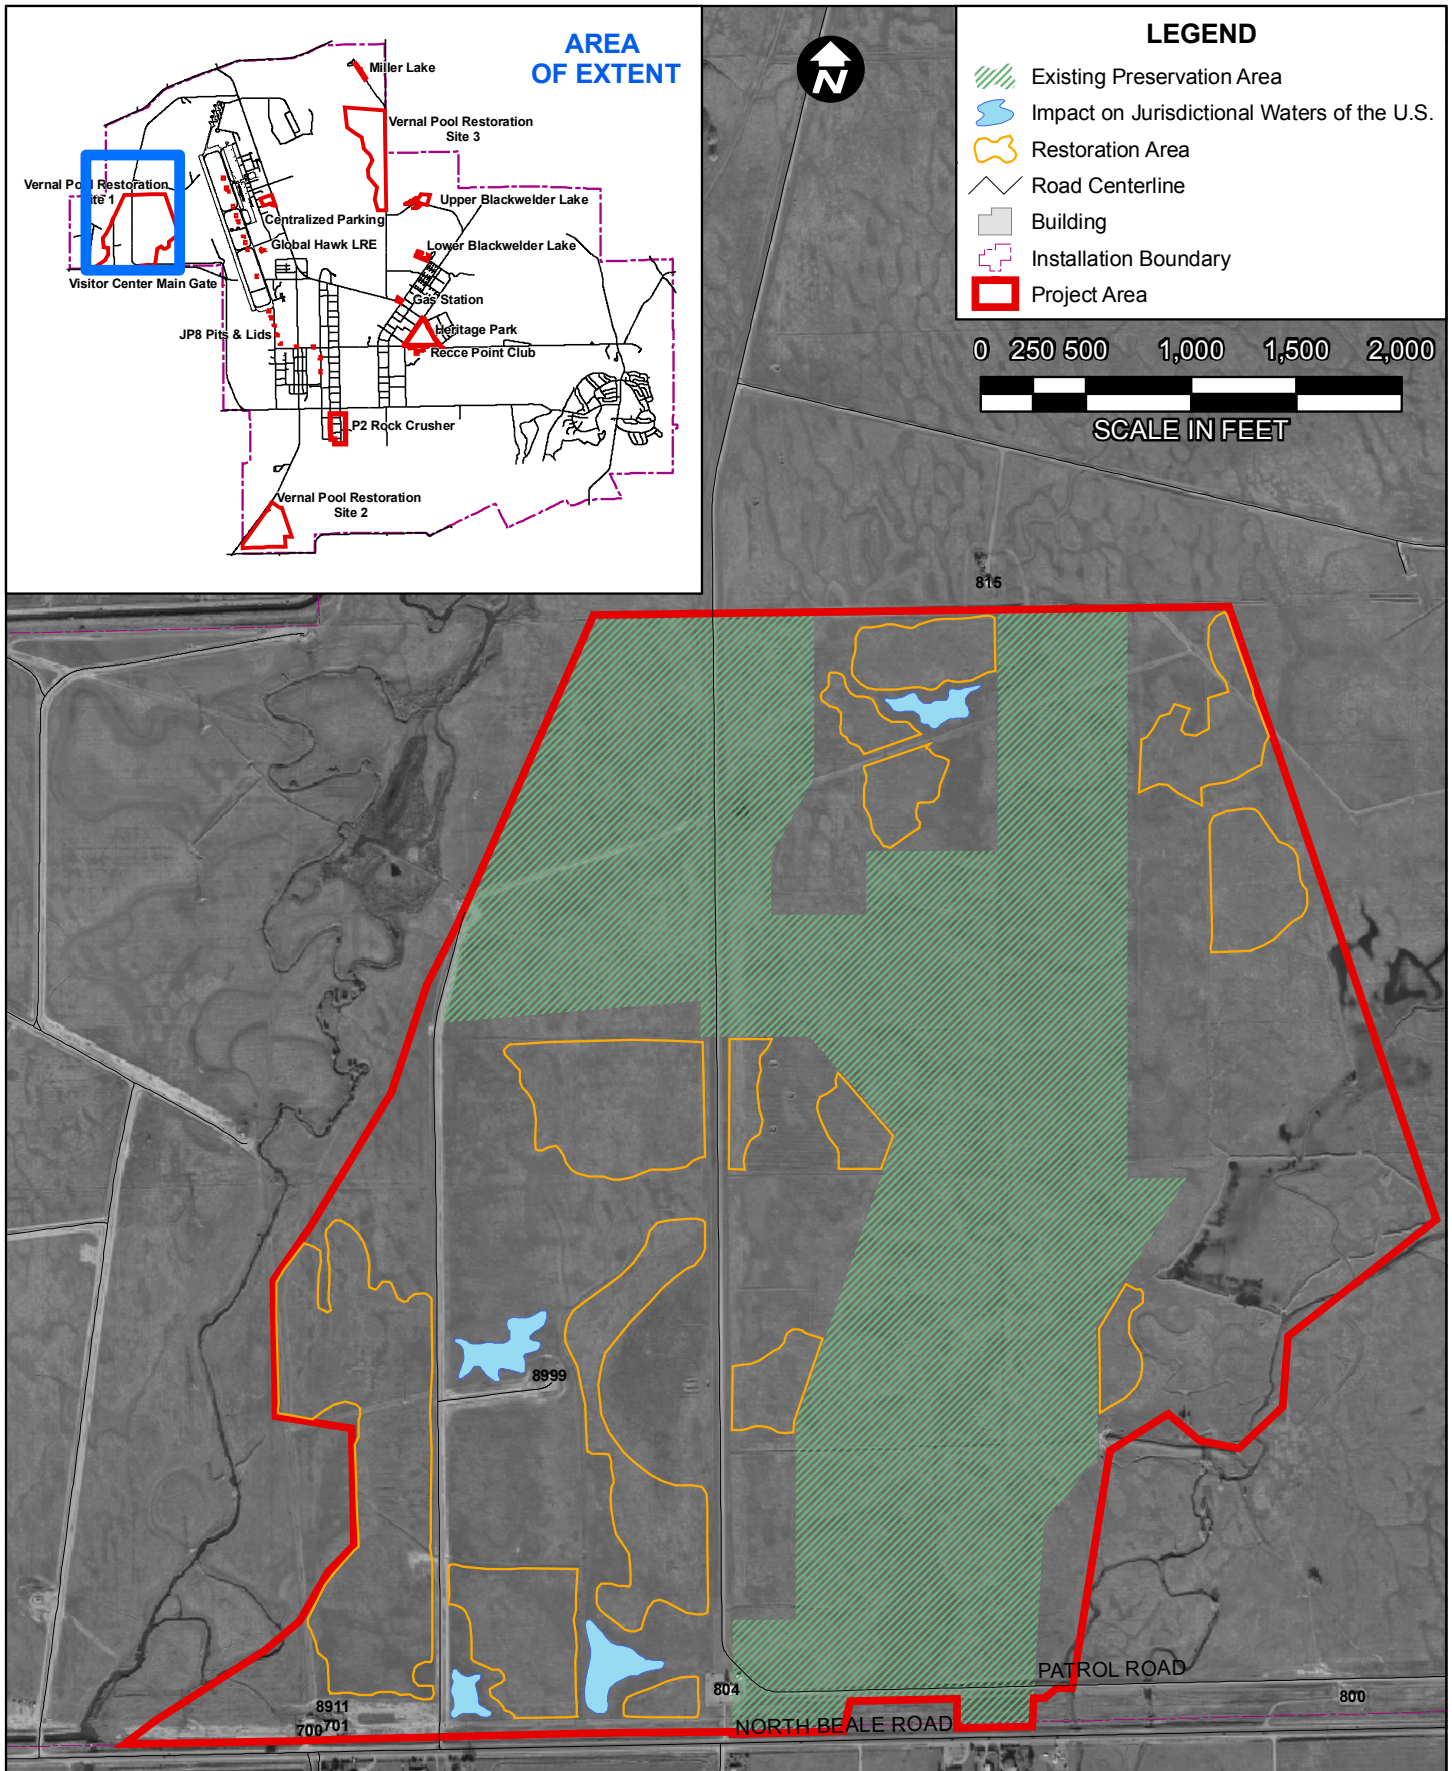 AREA
OF EXTENT
Miller Lake
Vernal Pool Restoration
Site 3
Vernal Pool Restoration
ite 1
Upper Blackwelder Lake
Centralized Parking
Global Hawk LRE
Lower Blackwelder Lake
Visitor Center Main Gate
Gas Station
JP8 Pits & Lids
Heritage Park
Recce Point Club
P2 Rock Crusher
Vernal Pool Restoration
Site 2
N
LEGEND
Existing Preservation Area
Impact on Jurisdictional Waters of the U.S.
Restoration Area
Road Centerline
Building
Installation Boundary
Project Area
0 250 500 1,000 1,500 2,000
SCALE IN FEET
815
8999
PATROL ROAD
804
800
8911
700 701
NORTH BEALE ROAD